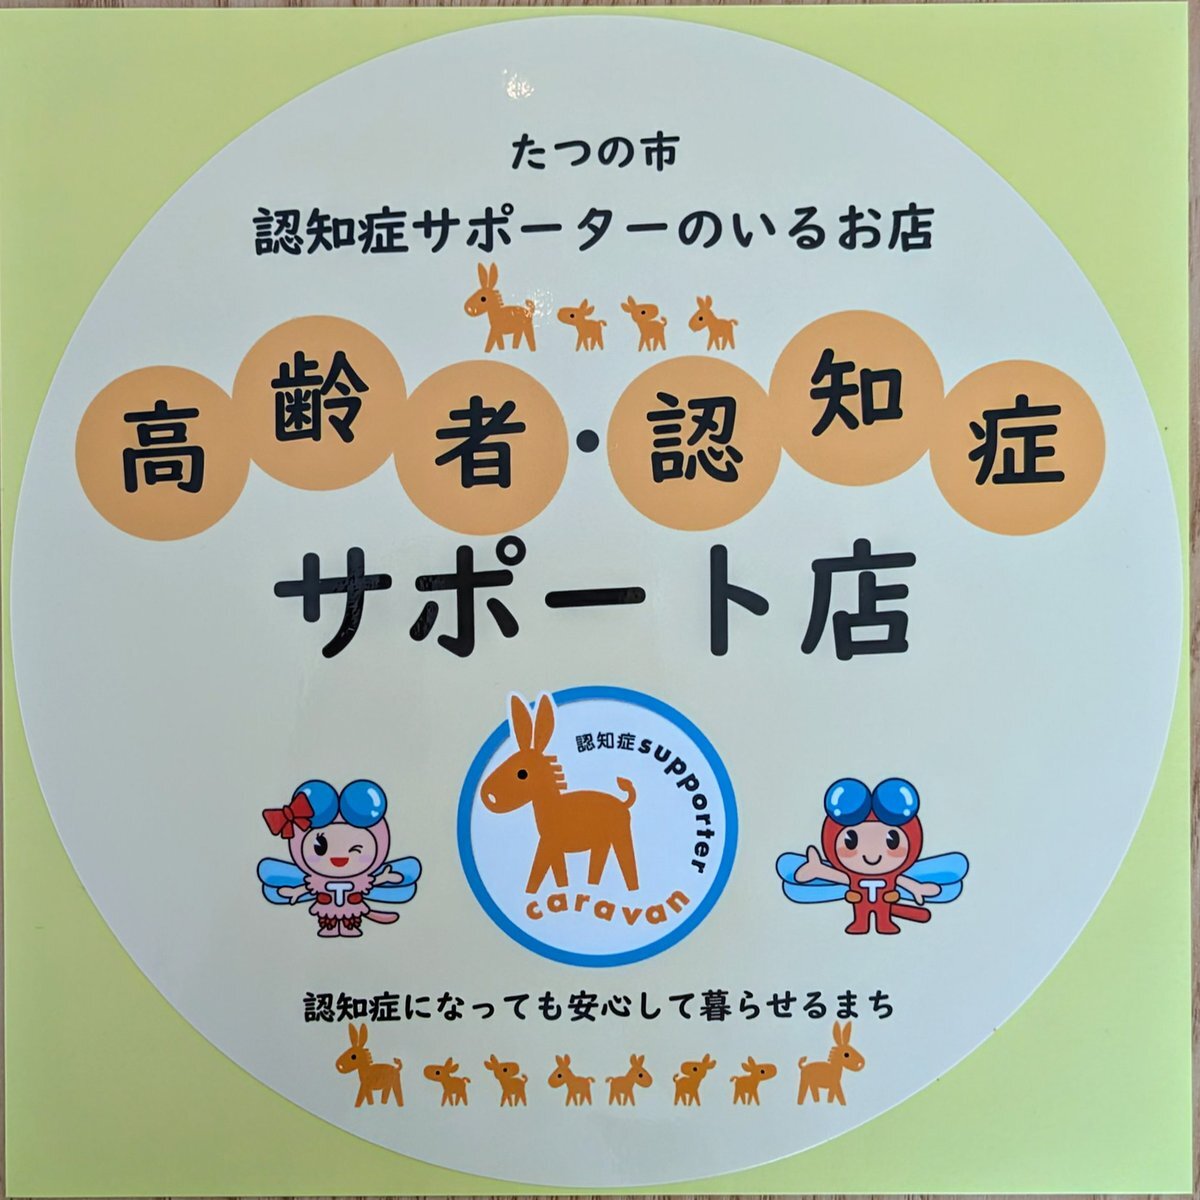 たつの市
認知症サポーターのいるお店
高齢者・認知症
サポート店
認知症supporter
caravan
T
T
認知症になっても安心して暮らせるまち